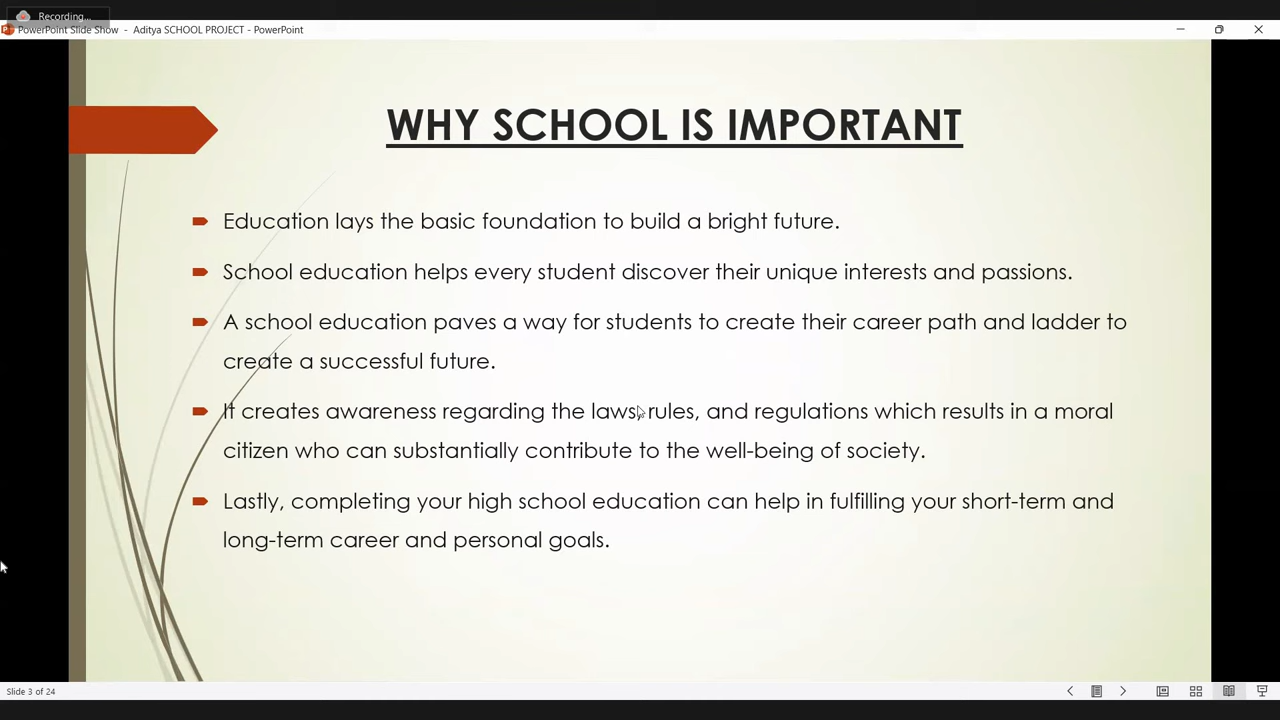 Recording...
PowerPoint Slide Show - Aditya SCHOOL PROJECT - PowerPoint
WHY SCHOOL IS IMPORTANT
Education lays the basic foundation to build a bright future.
School education helps every student discover their unique interests and passions.
A school education paves a way for students to create their career path and ladder to
create a successful future.
It creates awareness regarding the laws, rules, and regulations which results in a moral
citizen who can substantially contribute to the well-being of society.
Lastly, completing your high school education can help in fulfilling your short-term and
long-term career and personal goals.
Slide 3 of 24